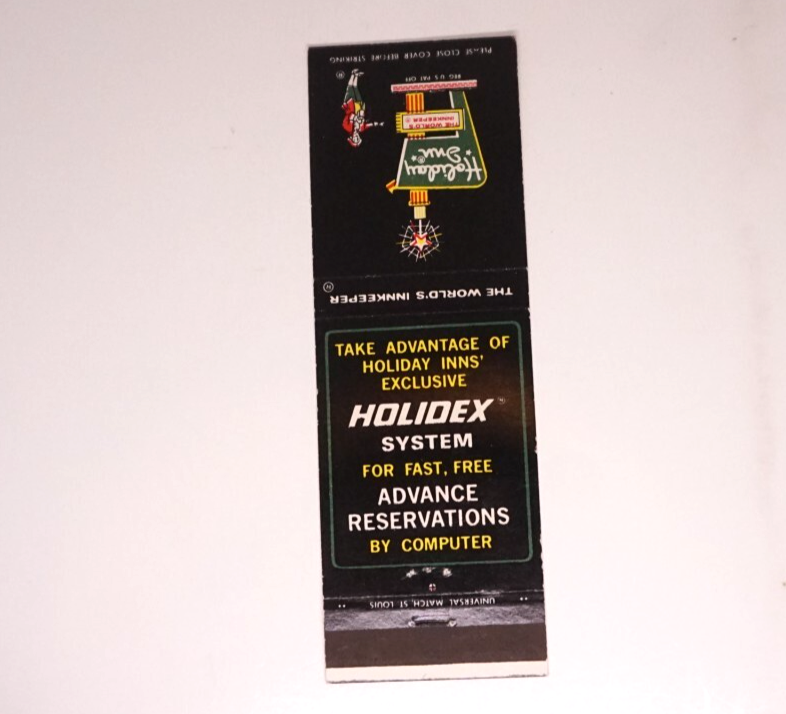 PLEASE CLOSE COVER BEFORE STRIKING
REG. U.S. PAT. OFF.
THE WORLD'S
INNKEEPER®
Holiday
Inn®
®
THE WORLD'S INNKEEPER
TAKE ADVANTAGE OF
HOLIDAY INNS'
EXCLUSIVE
HOLIDEX
SYSTEM
FOR FAST, FREE
ADVANCE
RESERVATIONS
BY COMPUTER
UNIVERSAL MATCH, ST. LOUIS